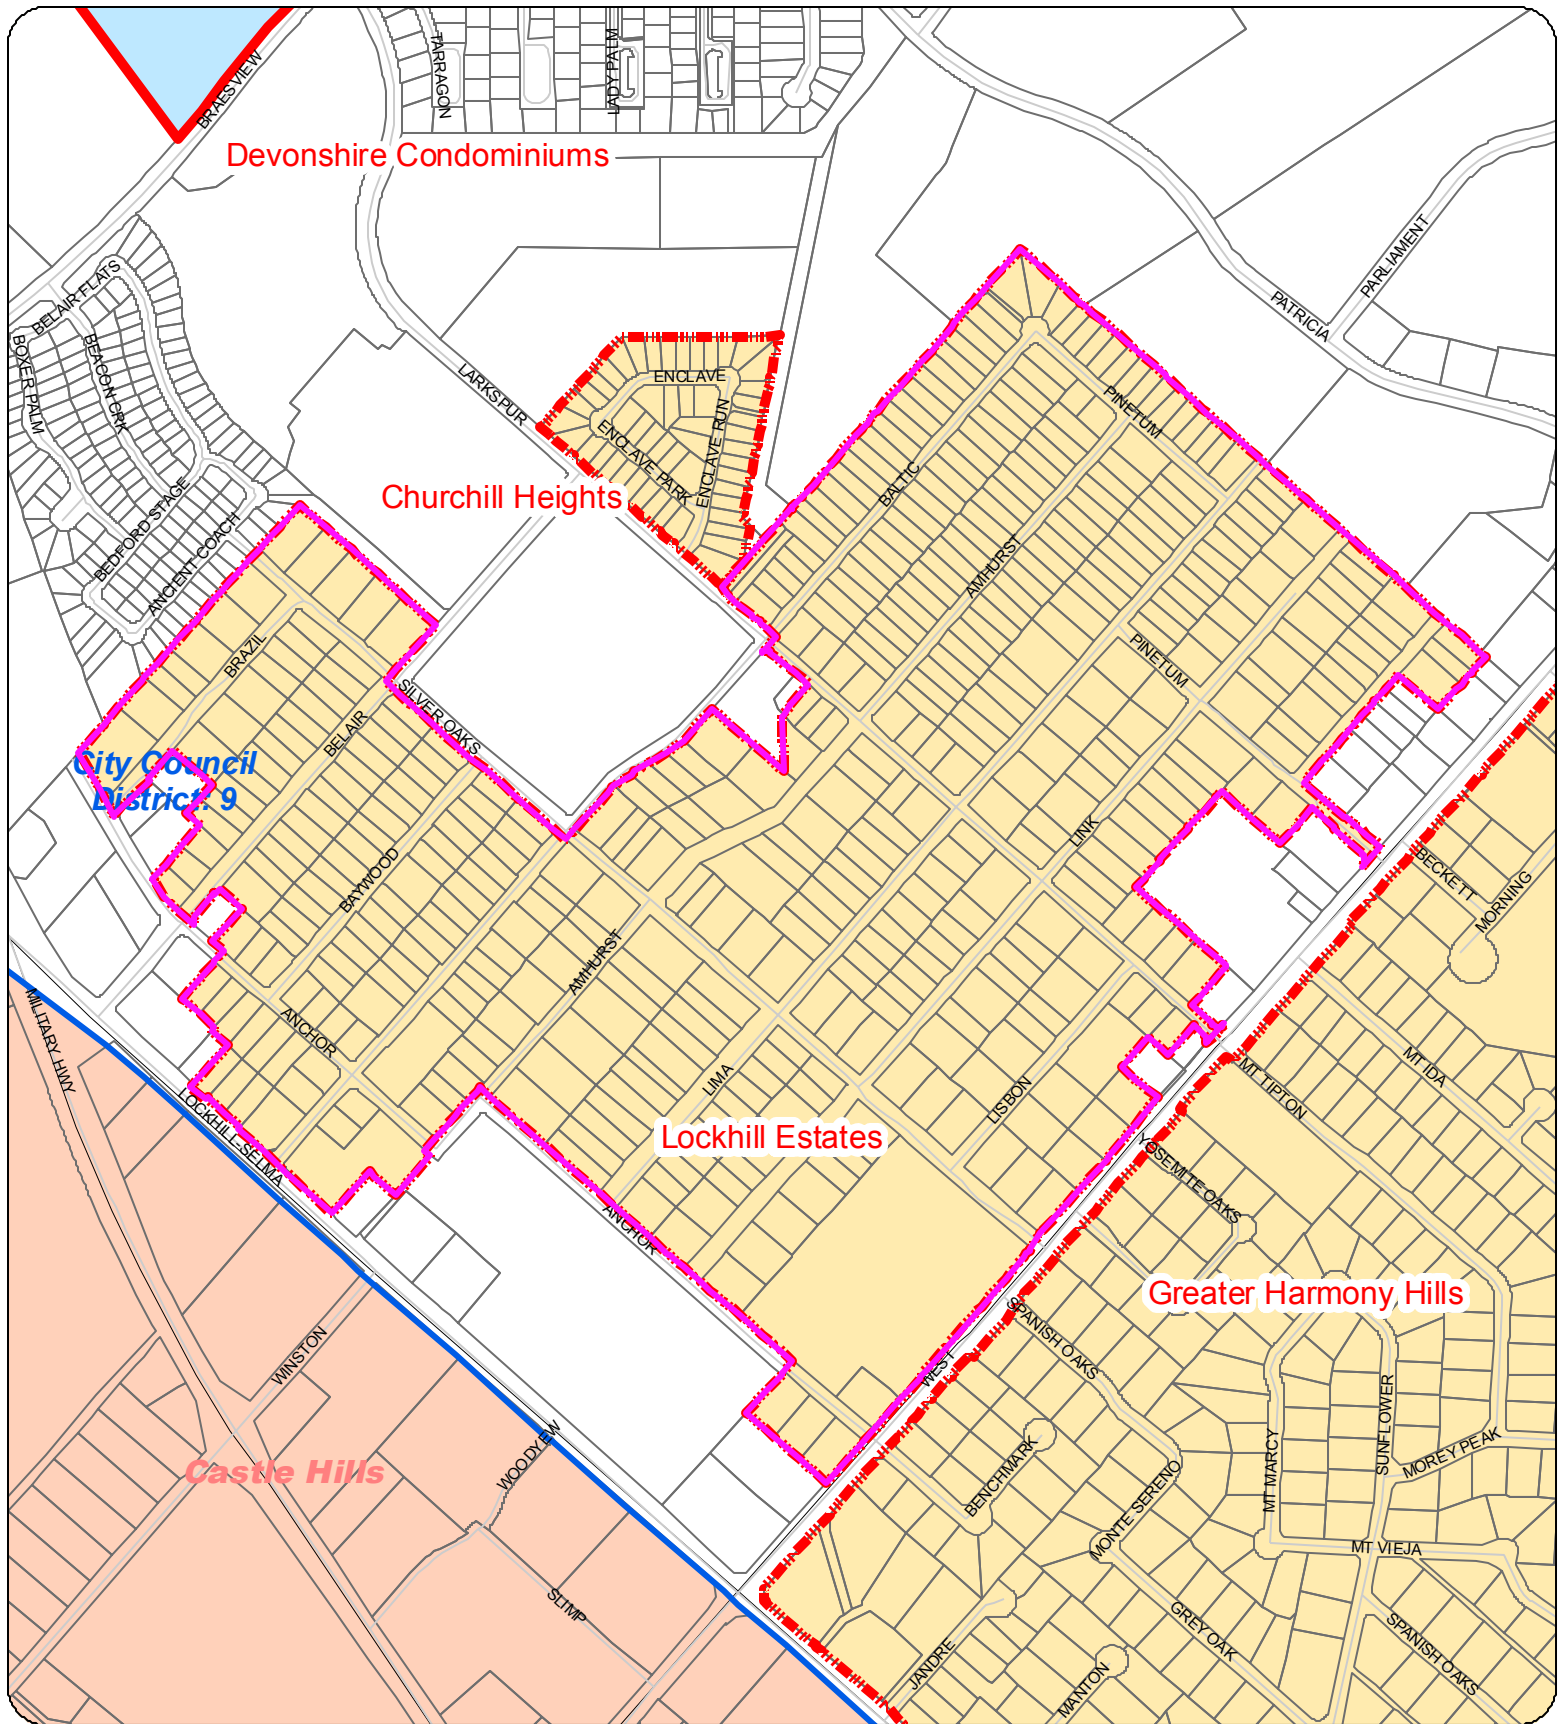 TARRAGON
LADY PALM
BRAESVIEW
Devonshire Condominiums
PARLIAMENT
BELAIR FLATS
PATRICIA
BOXER PALM
BEACON CRK
LARKSPUR
ENCLAVE
PINETUM
ENCLAVE RUN
ENCLAVE PARK
BALTIC
Churchill Heights
BEDFORD STAGE
ANCIENT COACH
AMHURST
BRAZIL
PINETUM
SILVER OAKS
BELAIR
City Council
District: 9
LINK
BAYWOOD
BECKETT
MORNING
AMHURST
ANCHOR
MILITARY HWY
MT IDA
LIMA
LISBON
MT TIPTON
LOCKHILL-SELMA
Lockhill Estates
YOSEMITE OAKS
ANCHOR
Greater Harmony Hills
SPANISH OAKS
WINSTON
WEST
SUNFLOWER
MT MARCY
MOREY PEAK
WOODYEW
Castle Hills
BENCHMARK
MONTE SERENO
MT VIEJA
SLIMP
GREY OAK
SPANISH OAKS
JANDRE
MANTON